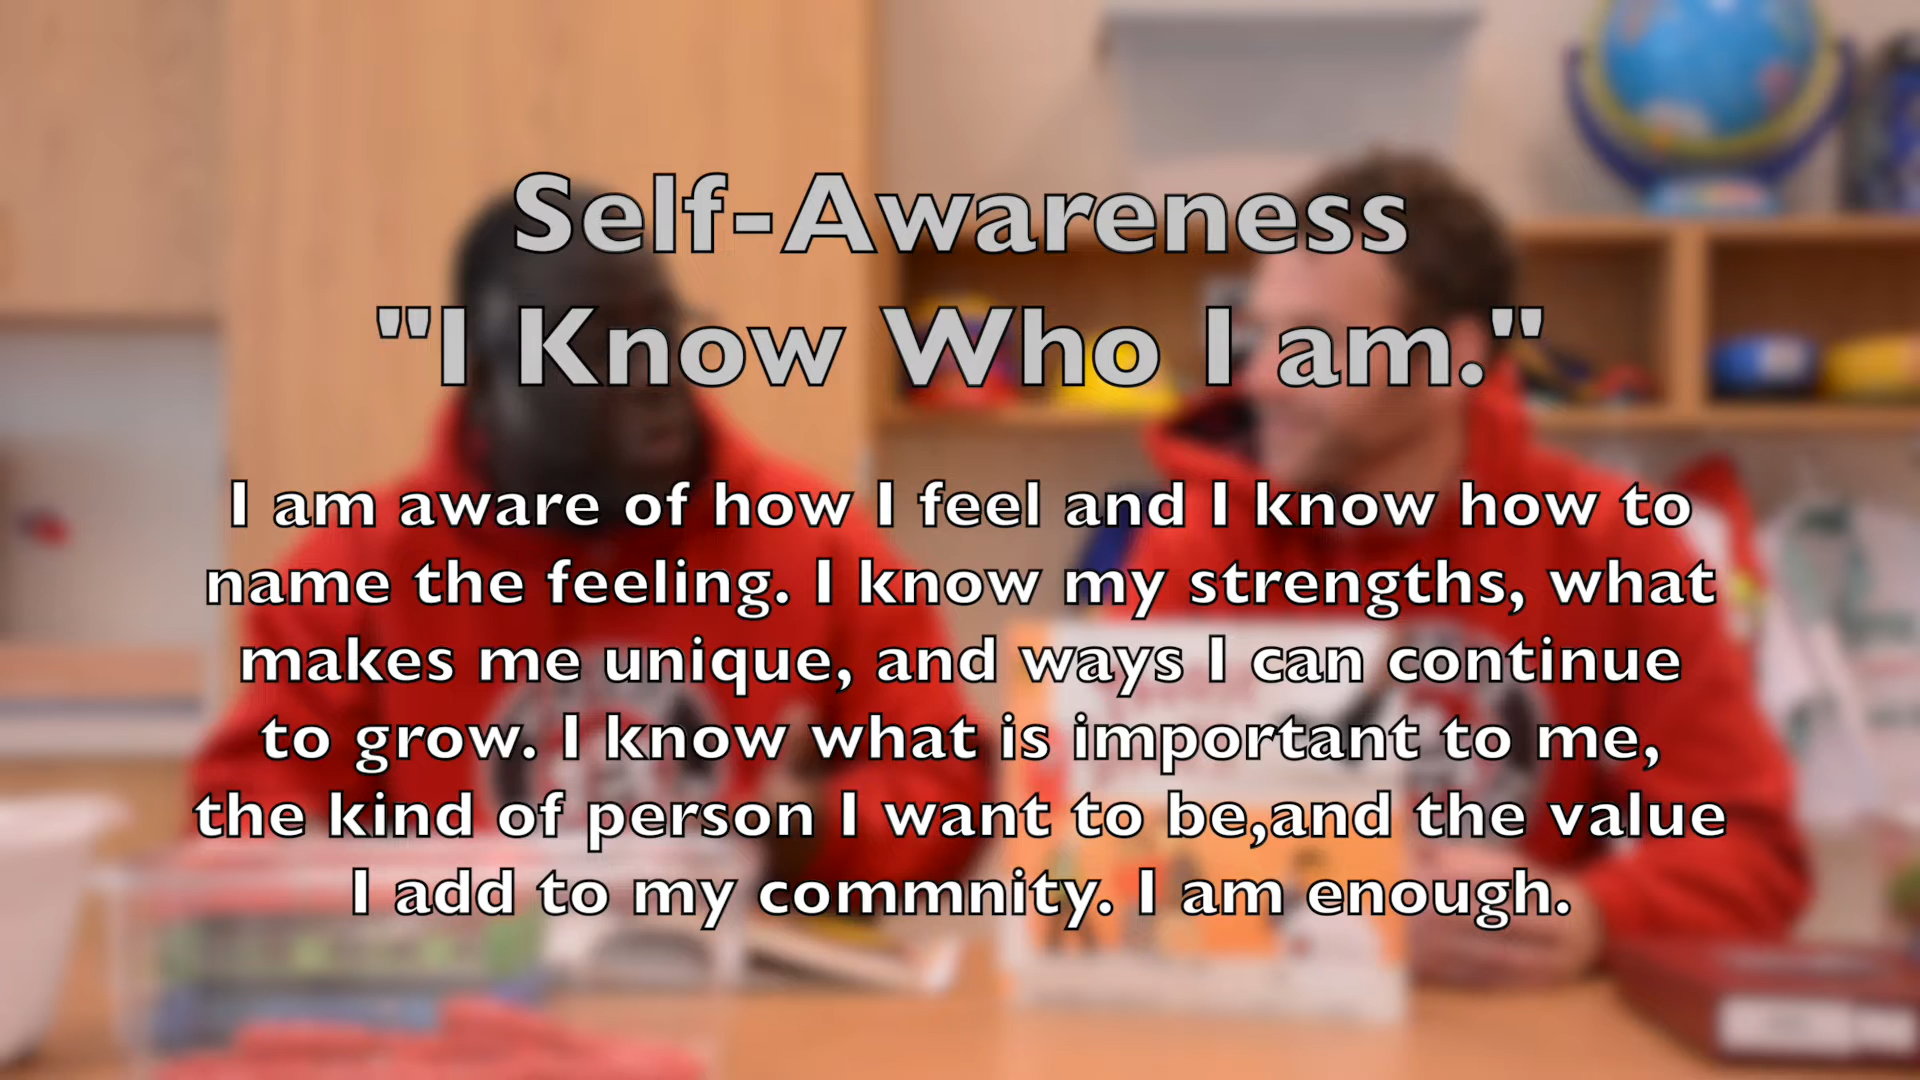 Self-Awareness
"I Know Who I am."
I am aware of how I feel and I know how to
name the feeling. I know my strengths, what
makes me unique, and ways I can continue
to grow. I know what is important to me,
the kind of person I want to be,and the value
I add to my commnity. I am enough.